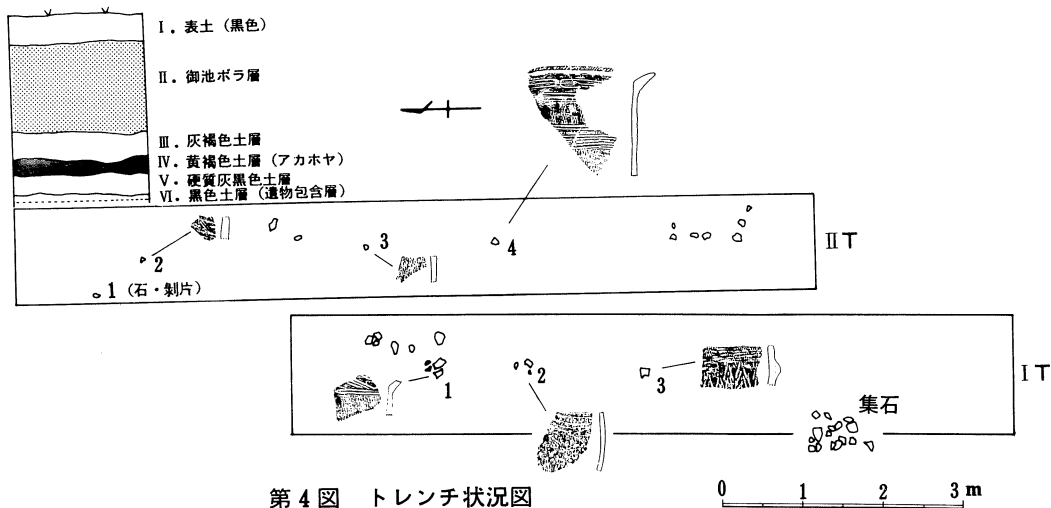 I. 表土（黒色）
II. 御池ボラ層
III. 灰褐色土層
IV. 黄褐色土層（アカホヤ）
V. 硬質灰黒色土層
VI. 黒色土層（遺物包含層）
2
3
4
II T
1（石・剝片）
1
2
3
I T
集石
第4図 トレンチ状況図
0 1 2 3 m